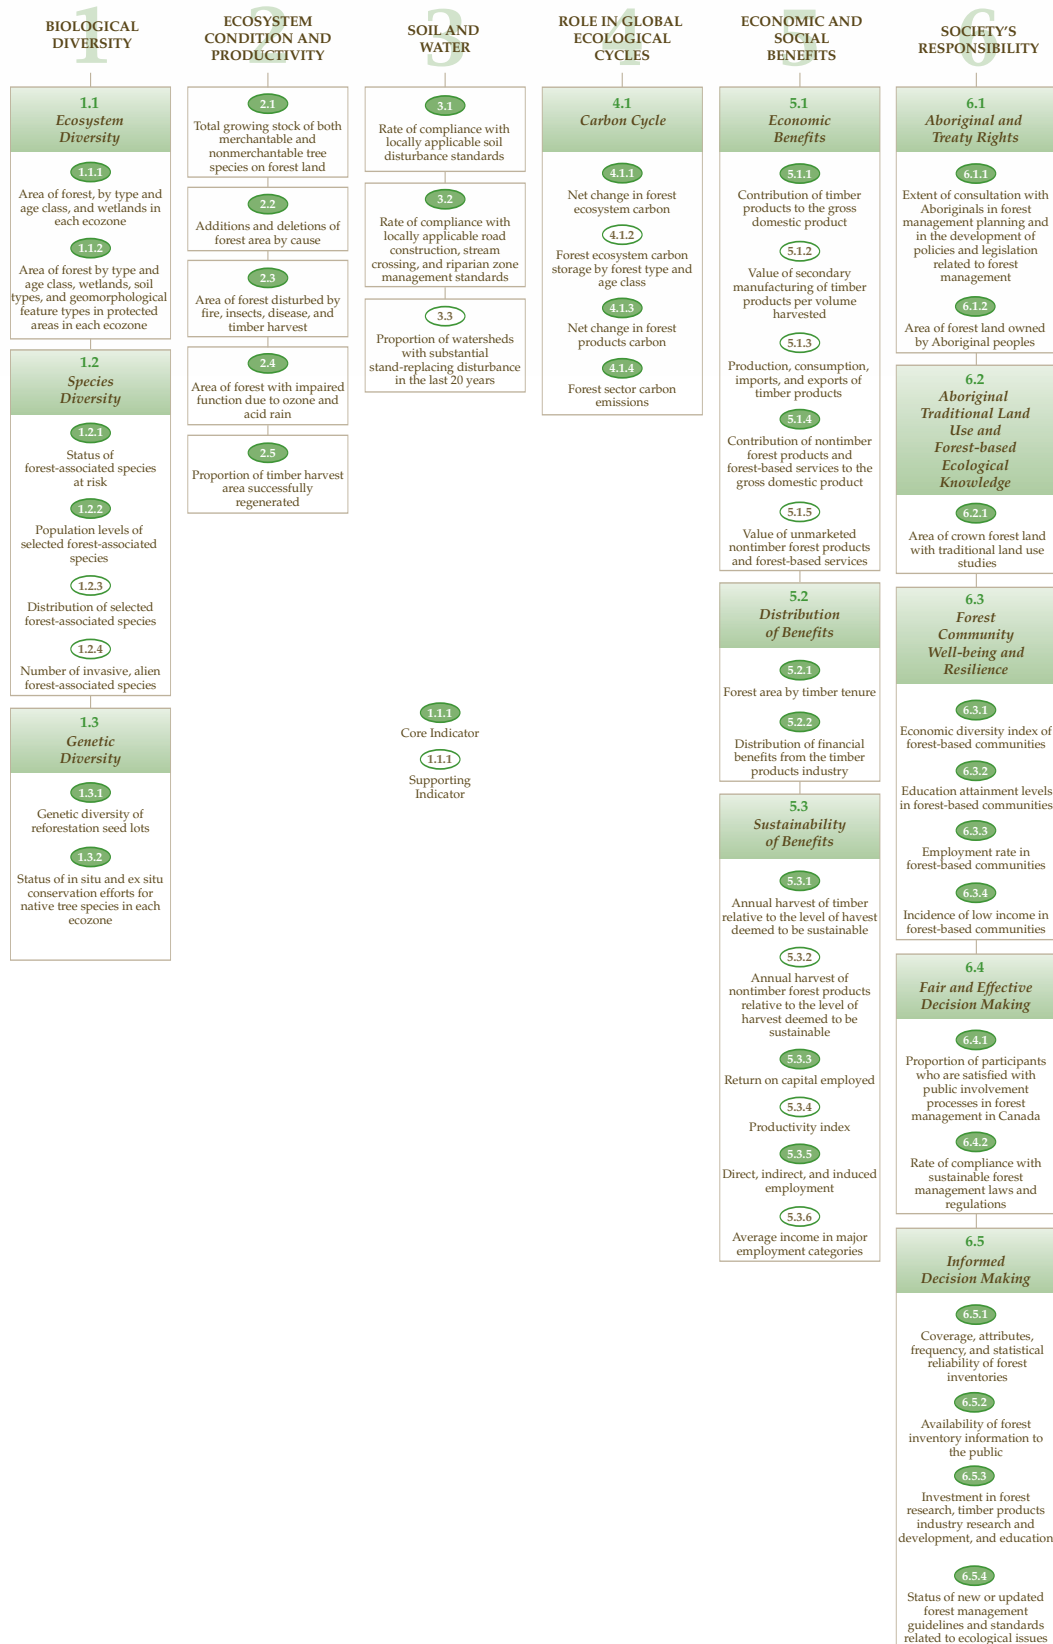 1
BIOLOGICAL
DIVERSITY
1.1
Ecosystem
Diversity
1.1.1
Area of forest, by type and
age class, and wetlands in
each ecozone
1.1.2
Area of forest by type and
age class, wetlands, soil
types, and geomorphological
feature types in protected
areas in each ecozone
1.2
Species
Diversity
1.2.1
Status of
forest-associated species
at risk
1.2.2
Population levels of
selected forest-associated
species
1.2.3
Distribution of selected
forest-associated species
1.2.4
Number of invasive, alien
forest-associated species
1.3
Genetic
Diversity
1.3.1
Genetic diversity of
reforestation seed lots
1.3.2
Status of in situ and ex situ
conservation efforts for
native tree species in each
ecozone
2
ECOSYSTEM
CONDITION AND
PRODUCTIVITY
2.1
Total growing stock of both
merchantable and
nonmerchantable tree
species on forest land
2.2
Additions and deletions of
forest area by cause
2.3
Area of forest disturbed by
fire, insects, disease, and
timber harvest
2.4
Area of forest with impaired
function due to ozone and
acid rain
2.5
Proportion of timber harvest
area successfully
regenerated
3
SOIL AND
WATER
3.1
Rate of compliance with
locally applicable soil
disturbance standards
3.2
Rate of compliance with
locally applicable road
construction, stream
crossing, and riparian zone
management standards
3.3
Proportion of watersheds
with substantial
stand-replacing disturbance
in the last 20 years
1.1.1
Core Indicator
1.1.1
Supporting
Indicator
4
ROLE IN GLOBAL
ECOLOGICAL
CYCLES
4.1
Carbon Cycle
4.1.1
Net change in forest
ecosystem carbon
4.1.2
Forest ecosystem carbon
storage by forest type and
age class
4.1.3
Net change in forest
products carbon
4.1.4
Forest sector carbon
emissions
5
ECONOMIC AND
SOCIAL
BENEFITS
5.1
Economic
Benefits
5.1.1
Contribution of timber
products to the gross
domestic product
5.1.2
Value of secondary
manufacturing of timber
products per volume
harvested
5.1.3
Production, consumption,
imports, and exports of
timber products
5.1.4
Contribution of nontimber
forest products and
forest-based services to the
gross domestic product
5.1.5
Value of unmarketed
nontimber forest products
and forest-based services
5.2
Distribution
of Benefits
5.2.1
Forest area by timber tenure
5.2.2
Distribution of financial
benefits from the timber
products industry
5.3
Sustainability
of Benefits
5.3.1
Annual harvest of timber
relative to the level of havest
deemed to be sustainable
5.3.2
Annual harvest of
nontimber forest products
relative to the level of
harvest deemed to be
sustainable
5.3.3
Return on capital employed
5.3.4
Productivity index
5.3.5
Direct, indirect, and induced
employment
5.3.6
Average income in major
employment categories
6
SOCIETY'S
RESPONSIBILITY
6.1
Aboriginal and
Treaty Rights
6.1.1
Extent of consultation with
Aboriginals in forest
management planning and
in the development of
policies and legislation
related to forest
management
6.1.2
Area of forest land owned
by Aboriginal peoples
6.2
Aboriginal
Traditional Land
Use and
Forest-based
Ecological
Knowledge
6.2.1
Area of crown forest land
with traditional land use
studies
6.3
Forest
Community
Well-being and
Resilience
6.3.1
Economic diversity index of
forest-based communities
6.3.2
Education attainment levels
in forest-based communities
6.3.3
Employment rate in
forest-based communities
6.3.4
Incidence of low income in
forest-based communities
6.4
Fair and Effective
Decision Making
6.4.1
Proportion of participants
who are satisfied with
public involvement
processes in forest
management in Canada
6.4.2
Rate of compliance with
sustainable forest
management laws and
regulations
6.5
Informed
Decision Making
6.5.1
Coverage, attributes,
frequency, and statistical
reliability of forest
inventories
6.5.2
Availability of forest
inventory information to
the public
6.5.3
Investment in forest
research, timber products
industry research and
development, and education
6.5.4
Status of new or updated
forest management
guidelines and standards
related to ecological issues